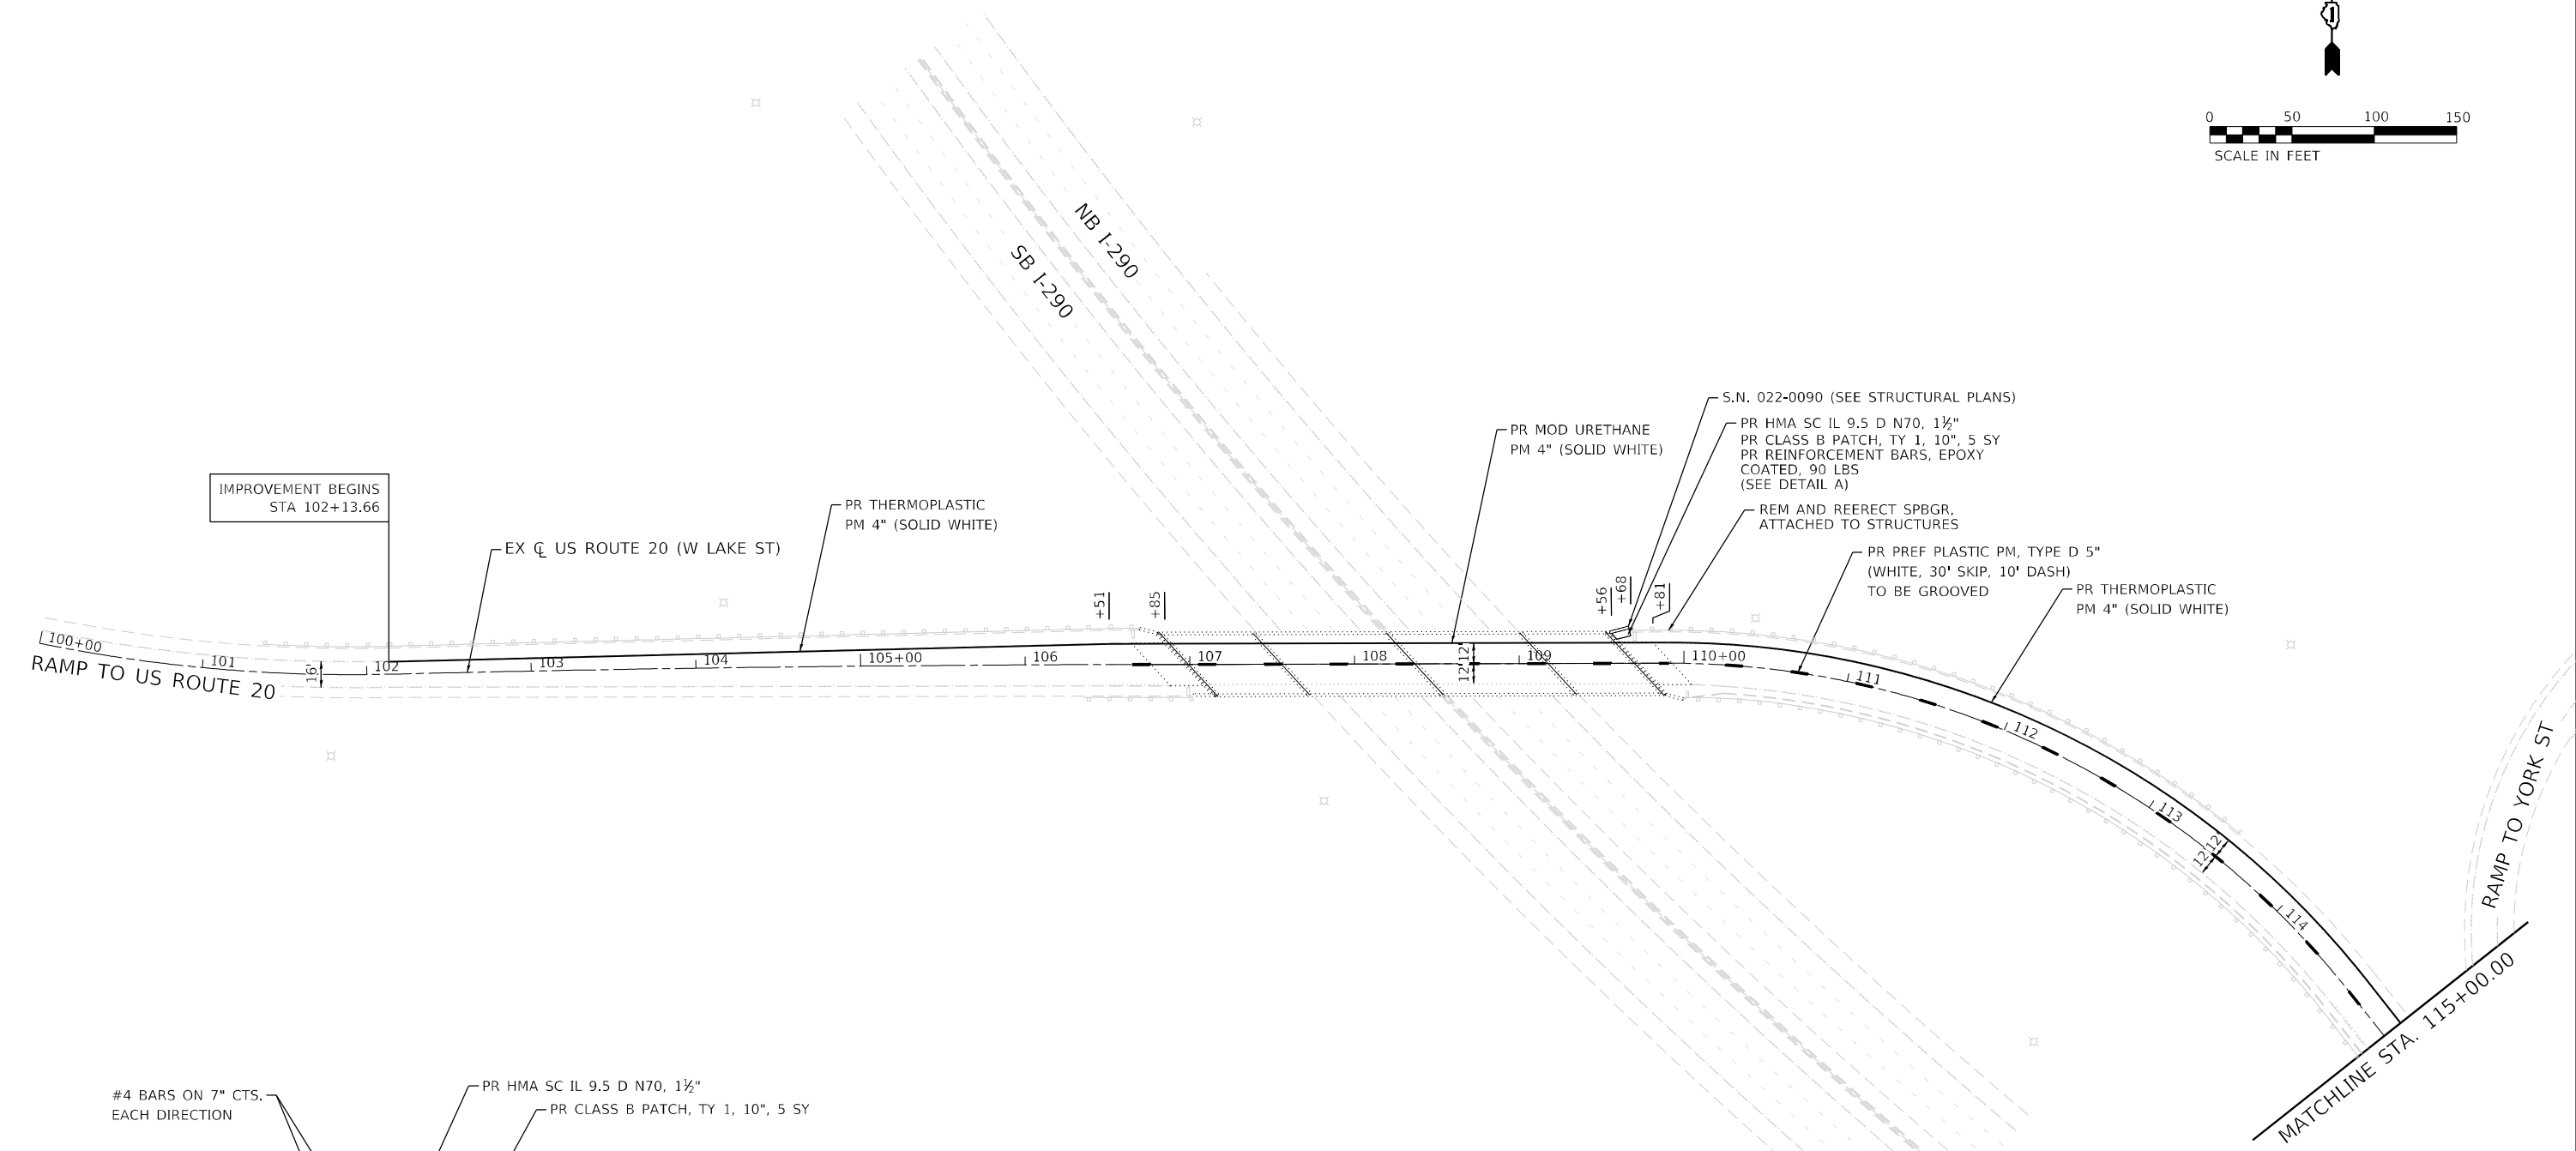 0 50 100 150
SCALE IN FEET
NB I-290
SB I-290
S.N. 022-0090 (SEE STRUCTURAL PLANS)
PR HMA SC IL 9.5 D N70, 1½"
PR CLASS B PATCH, TY 1, 10", 5 SY
PR REINFORCEMENT BARS, EPOXY
COATED, 90 LBS
(SEE DETAIL A)
PR MOD URETHANE
PM 4" (SOLID WHITE)
IMPROVEMENT BEGINS
STA 102+13.66
PR THERMOPLASTIC
PM 4" (SOLID WHITE)
REM AND REERECT SPBGR,
ATTACHED TO STRUCTURES
EX ℄ US ROUTE 20 (W LAKE ST)
PR PREF PLASTIC PM, TYPE D 5"
(WHITE, 30' SKIP, 10' DASH)
TO BE GROOVED
PR THERMOPLASTIC
PM 4" (SOLID WHITE)
+51
+85
+56
+68
+81
100+00
101
102
103
104
105+00
106
107
108
109
110+00
111
112
113
114
16'
12'
12'
12'
12'
RAMP TO US ROUTE 20
RAMP TO YORK ST
MATCHLINE STA. 115+00.00
#4 BARS ON 7" CTS.
EACH DIRECTION
PR HMA SC IL 9.5 D N70, 1½"
PR CLASS B PATCH, TY 1, 10", 5 SY